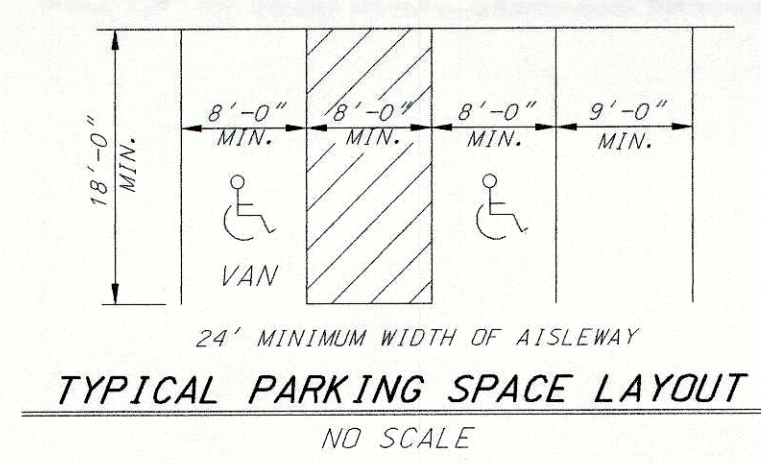 8'-0" 8'-0" 8'-0" 9'-0"
MIN. MIN. MIN. MIN.
18'-0"
MIN.
VAN
24' MINIMUM WIDTH OF AISLEWAY
TYPICAL PARKING SPACE LAYOUT
NO SCALE